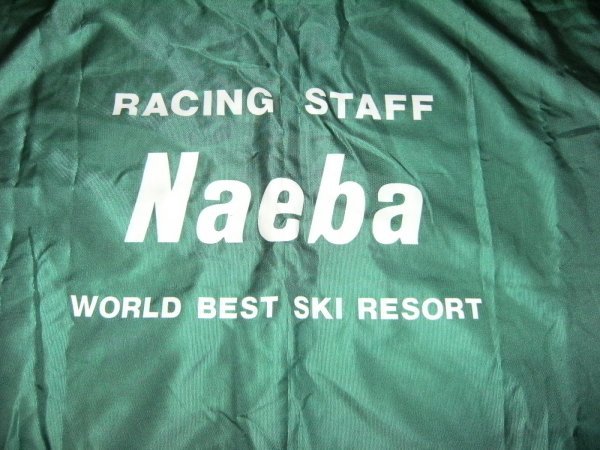 RACING STAFF
Naeba
WORLD BEST SKI RESORT